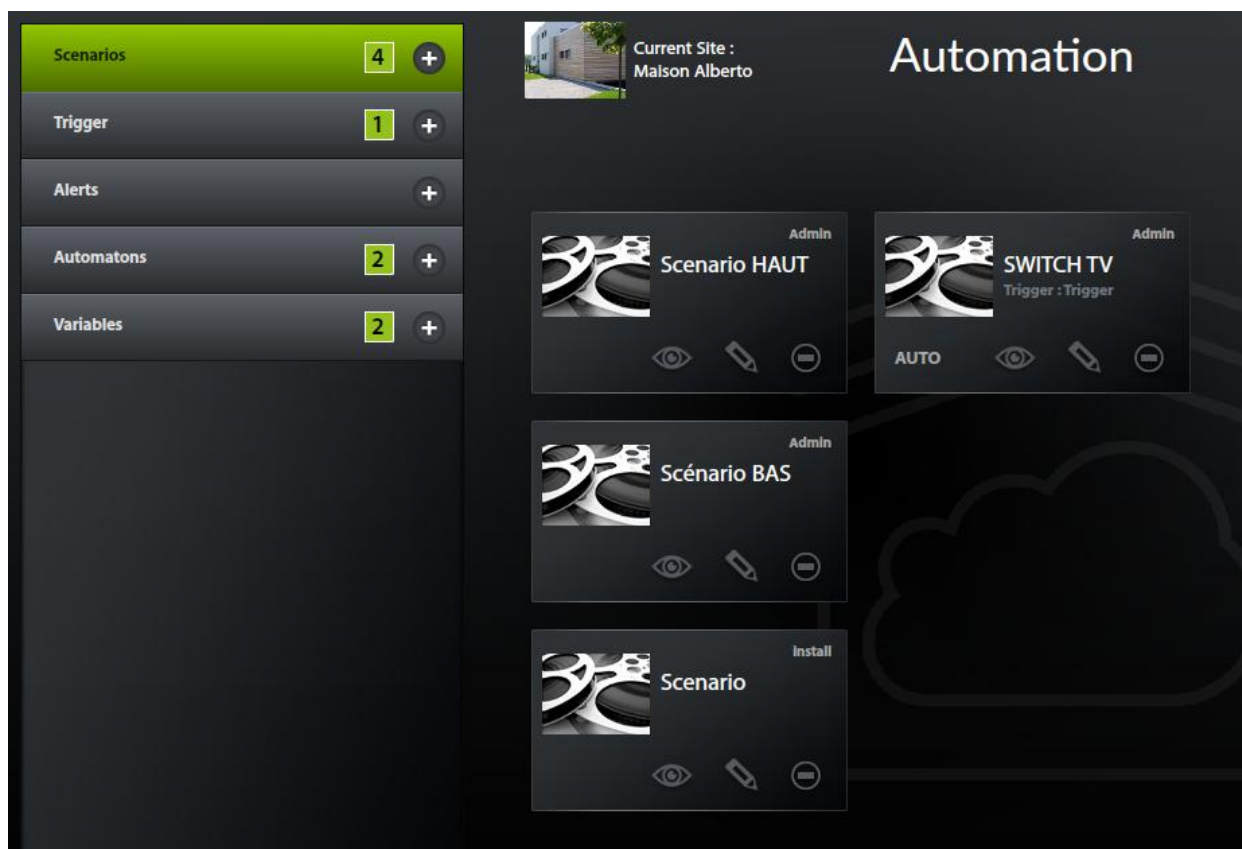 Scenarios 4 +
Trigger 1 +
Alerts +
Automatons 2 +
Variables 2 +
Current Site :
Maison Alberto
Automation
Admin
Scenario HAUT
Admin
SWITCH TV
Trigger : Trigger
AUTO
Admin
Scénario BAS
Install
Scenario